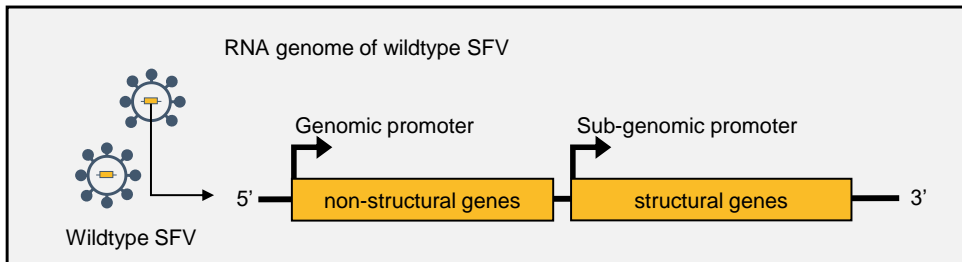 RNA genome of wildtype SFV
Genomic promoter
Sub-genomic promoter
5’
non-structural genes
structural genes
3’
Wildtype SFV